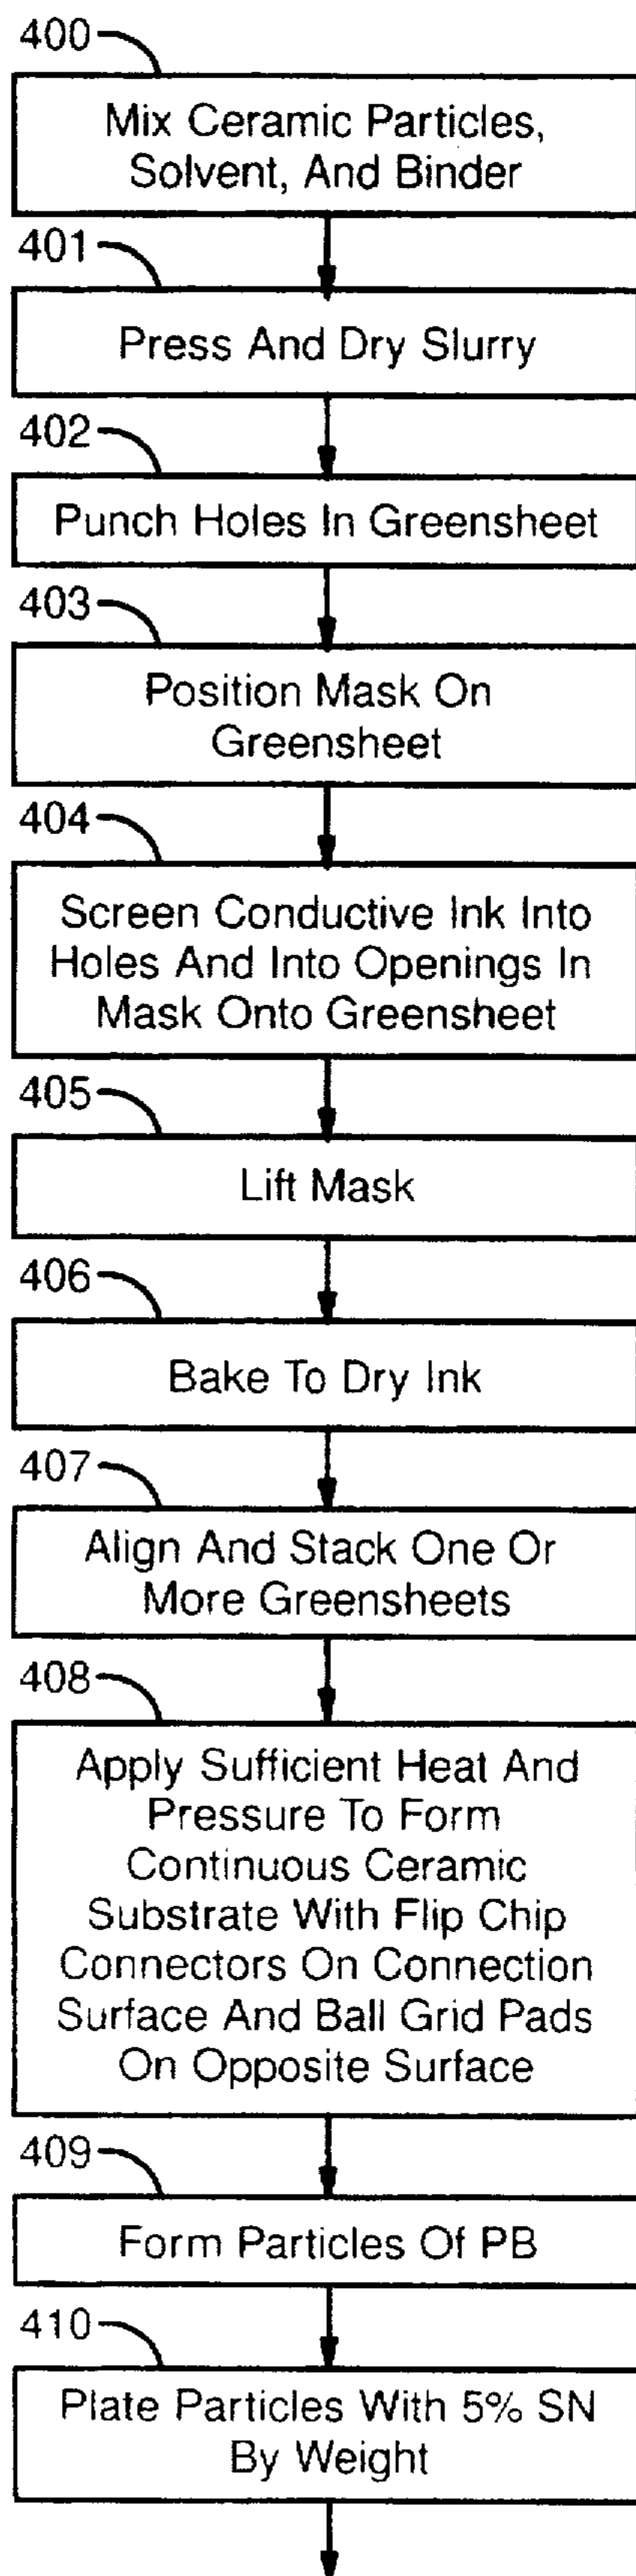 400
Mix Ceramic Particles,
Solvent, And Binder
401
Press And Dry Slurry
402
Punch Holes In Greensheet
403
Position Mask On
Greensheet
404
Screen Conductive Ink Into
Holes And Into Openings In
Mask Onto Greensheet
405
Lift Mask
406
Bake To Dry Ink
407
Align And Stack One Or
More Greensheets
408
Apply Sufficient Heat And
Pressure To Form
Continuous Ceramic
Substrate With Flip Chip
Connectors On Connection
Surface And Ball Grid Pads
On Opposite Surface
409
Form Particles Of PB
410
Plate Particles With 5% SN
By Weight